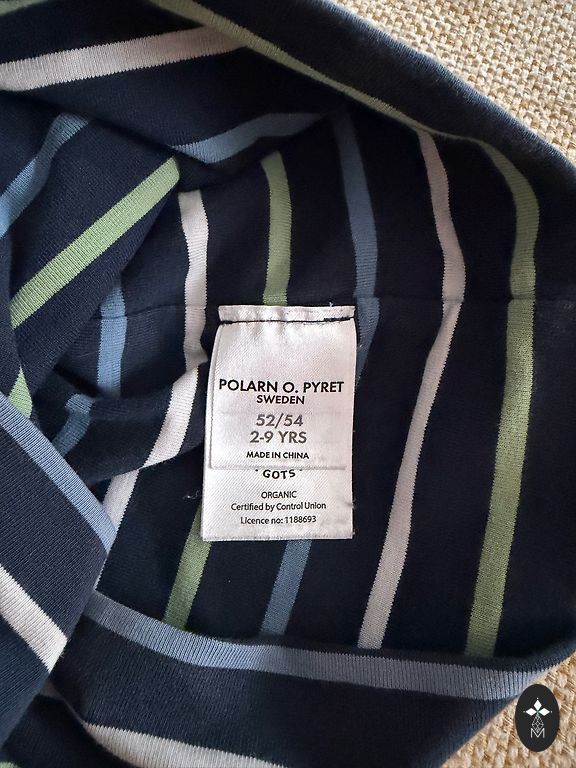 POLARN O. PYRET
SWEDEN
52/54
2-9 YRS
MADE IN CHINA
"GOTS"
ORGANIC
Certified by Control Union
Licence no: 1188693
M